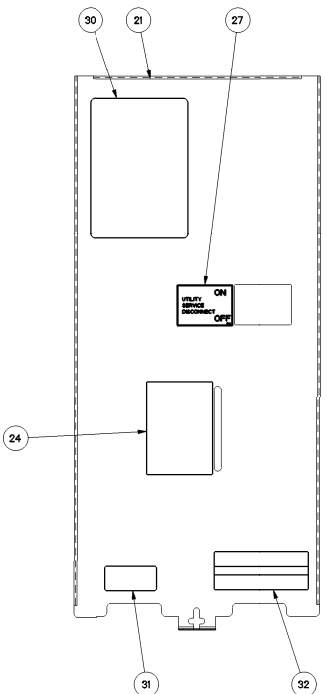 30
21
27
ON
UTILITY
SERVICE
DISCONNECT
OFF
24
31
32